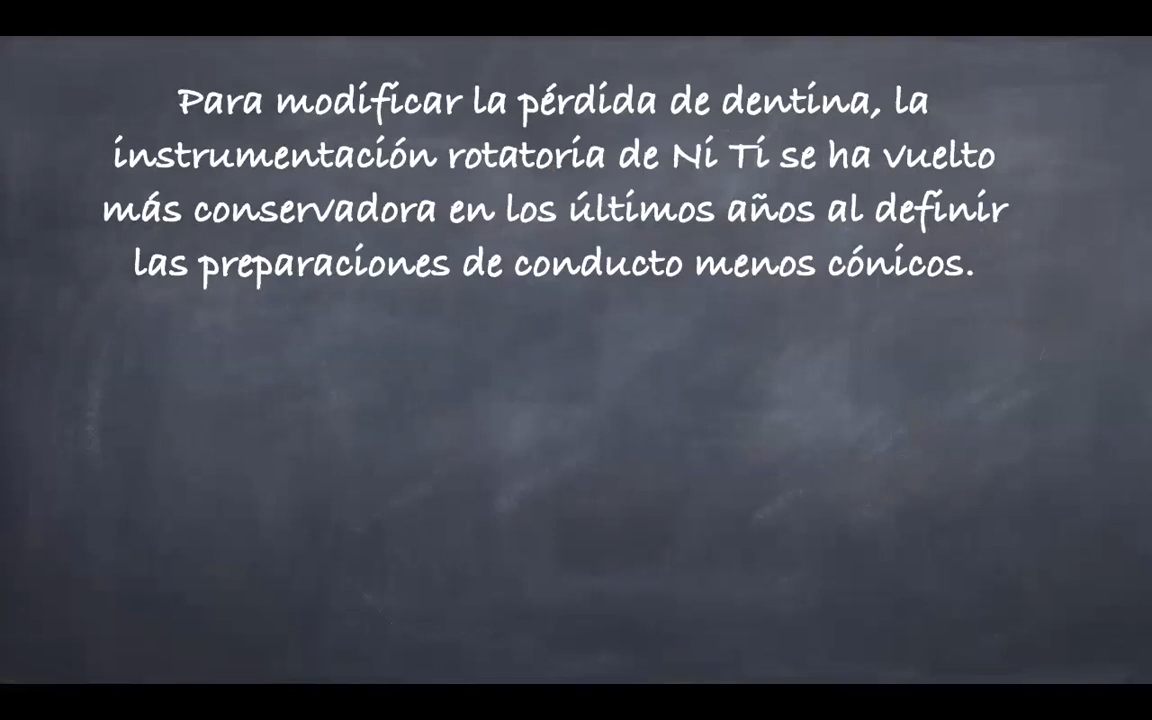 Para modificar la pérdida de dentina, la
instrumentación rotatoria de Ni Ti se ha vuelto
más conservadora en los últimos años al definir
las preparaciones de conducto menos cónicos.